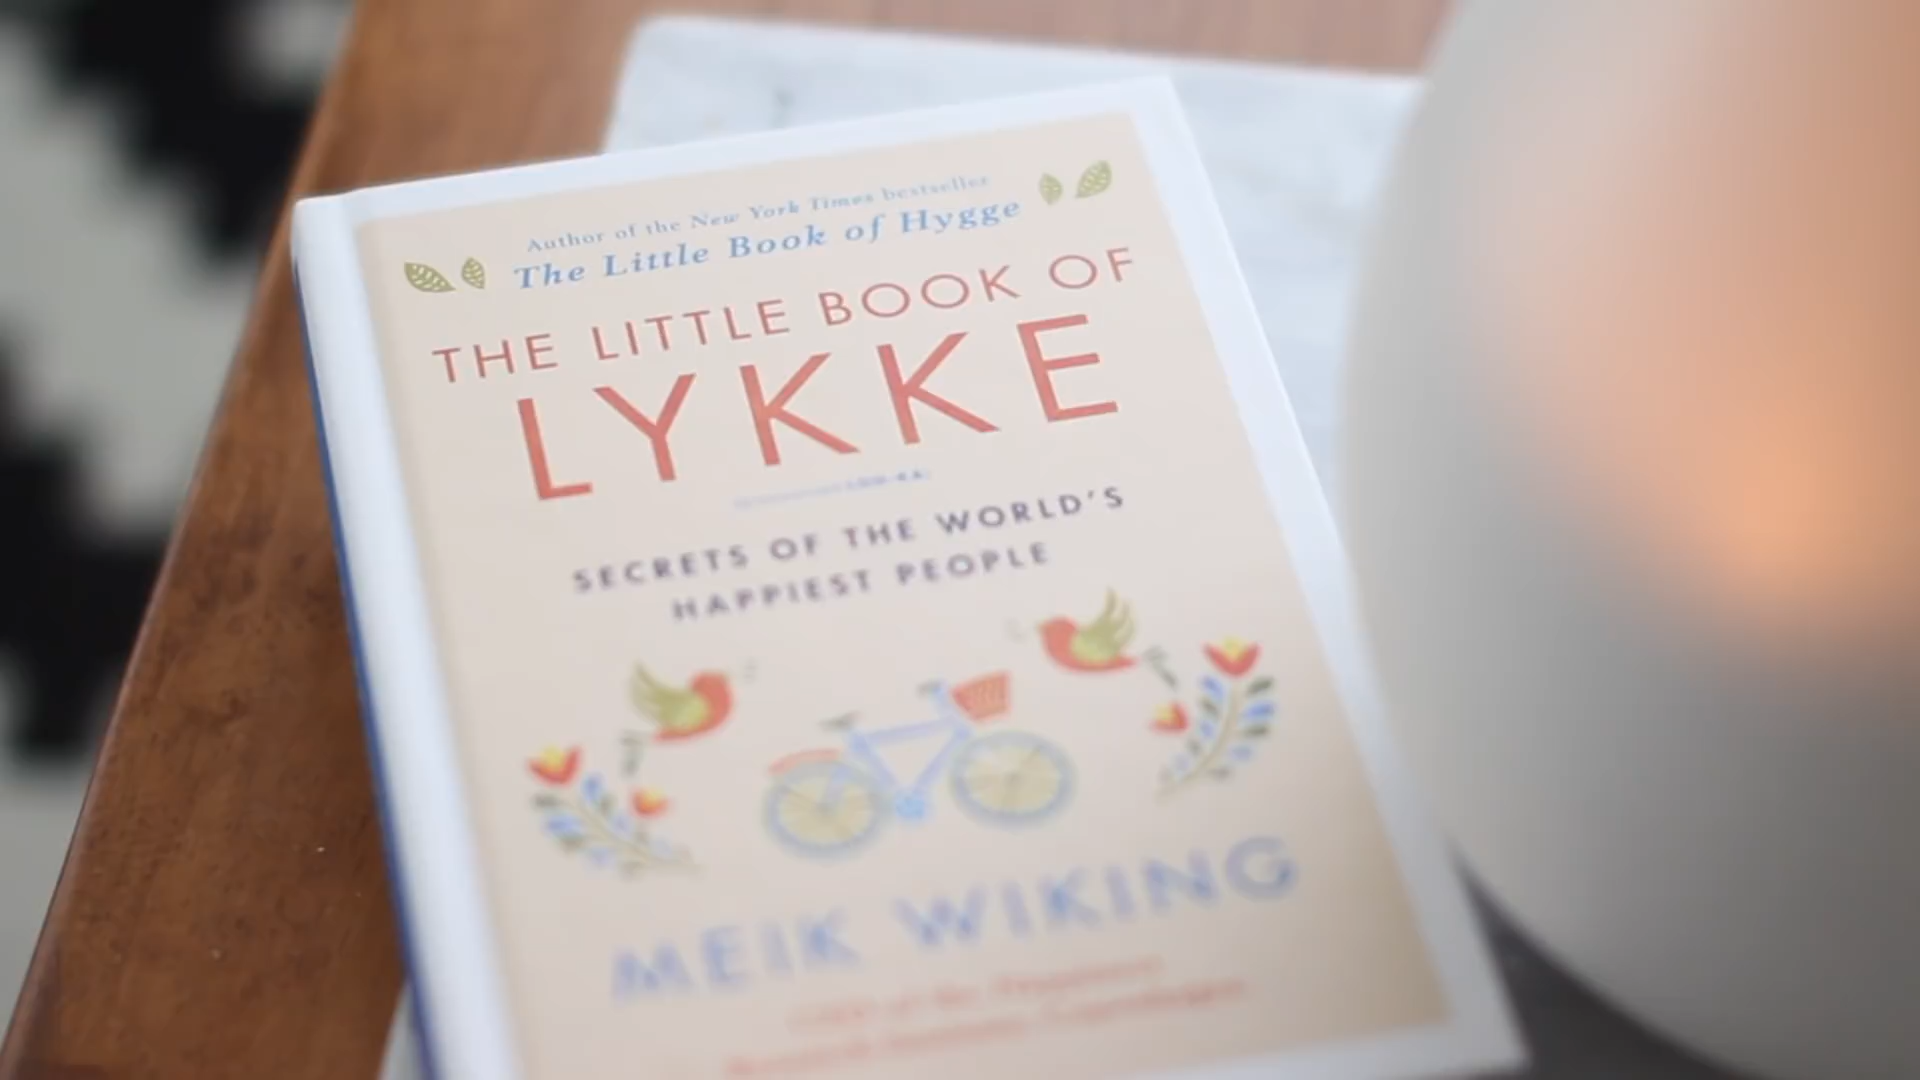 Author of the New York Times bestseller
The Little Book of Hygge
THE LITTLE BOOK OF
LYKKE
SECRETS OF THE WORLD'S
HAPPIEST PEOPLE
MEIK WIKING